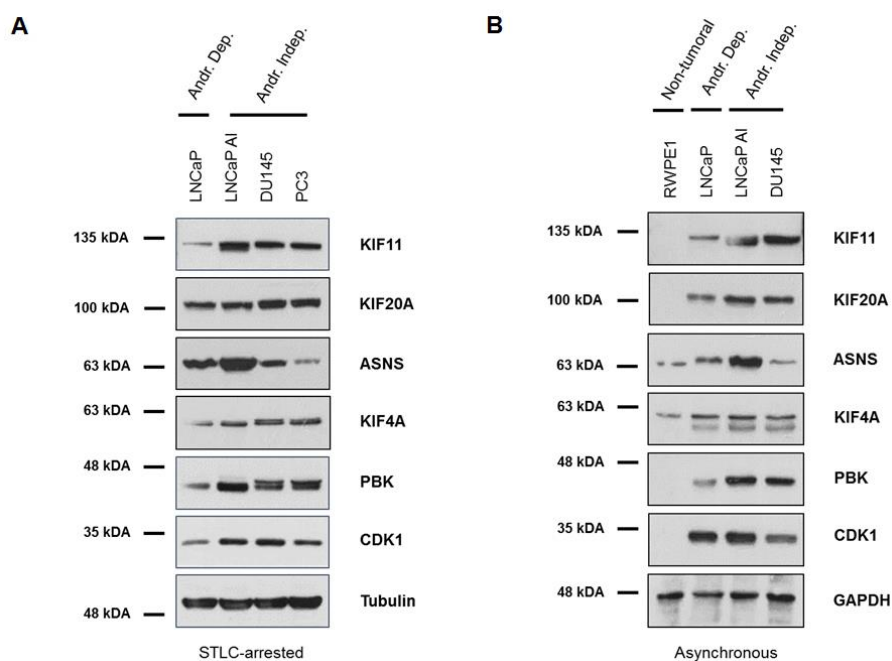 A
Andr. Dep.
Andr. Indep.
LNCaP
LNCaP AI
DU145
PC3
135 kDA
KIF11
100 kDA
KIF20A
63 kDA
ASNS
63 kDA
KIF4A
48 kDA
PBK
35 kDA
CDK1
Tubulin
48 kDA
STLC-arrested
B
Non-tumoral
Andr. Dep.
Andr. Indep.
RWPE1
LNCaP
LNCaP AI
DU145
135 kDA
KIF11
100 kDA
KIF20A
63 kDA
ASNS
63 kDA
KIF4A
48 kDA
PBK
35 kDA
CDK1
48 kDA
GAPDH
Asynchronous